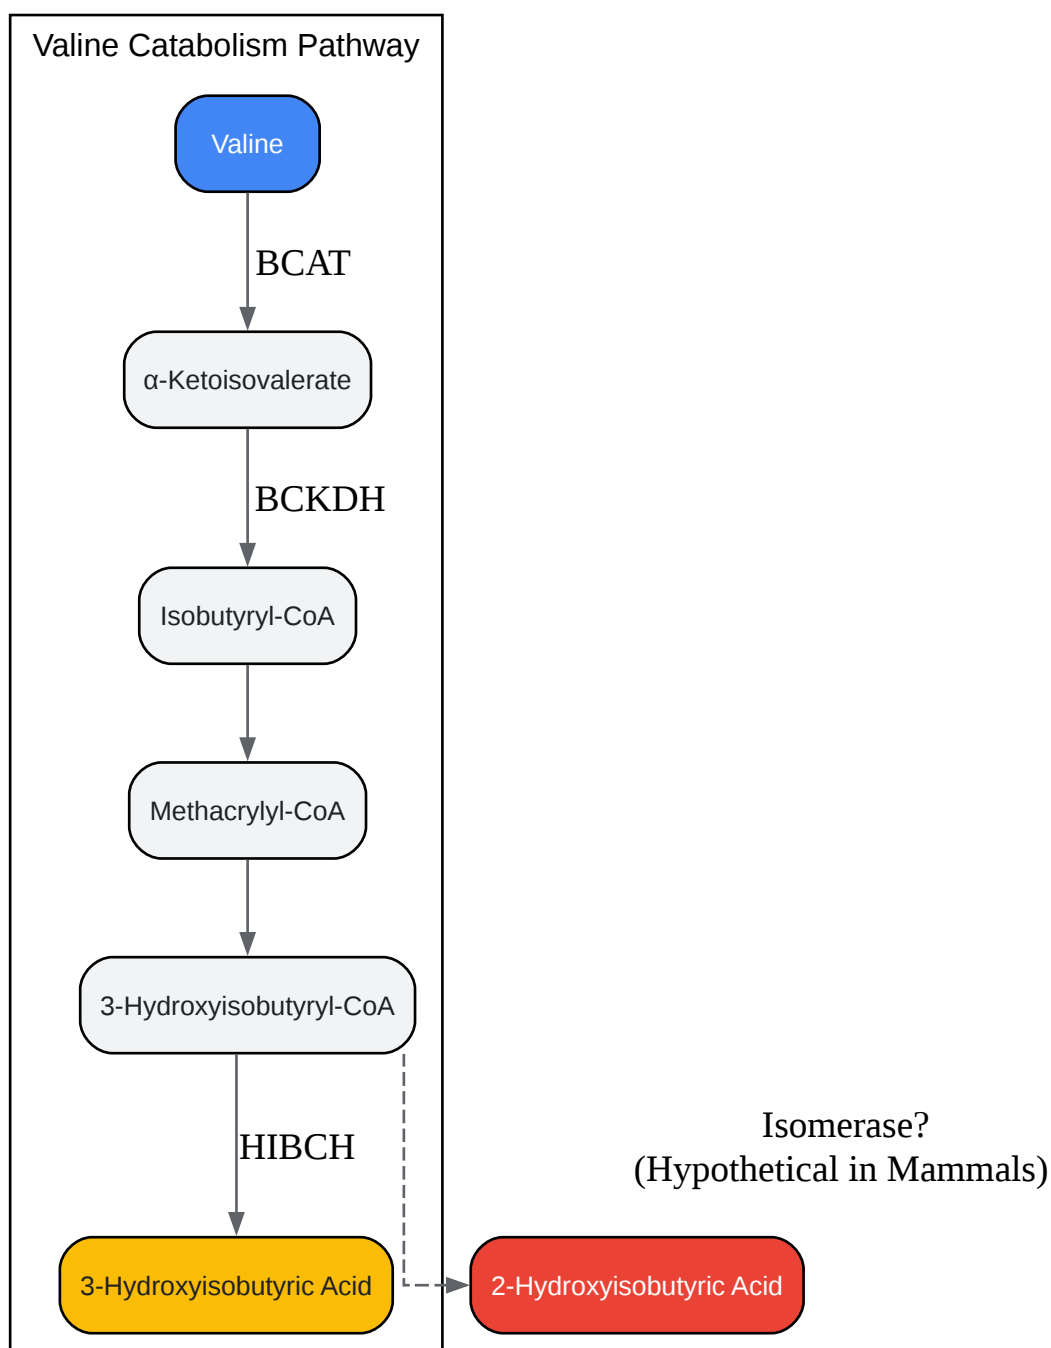 Valine Catabolism Pathway
Valine
BCAT
α-Ketoisovalerate
BCKDH
Isobutyryl-CoA
Methacrylyl-CoA
3-Hydroxyisobutyryl-CoA
Isomerase?
(Hypothetical in Mammals)
HIBCH
3-Hydroxyisobutyric Acid
2-Hydroxyisobutyric Acid